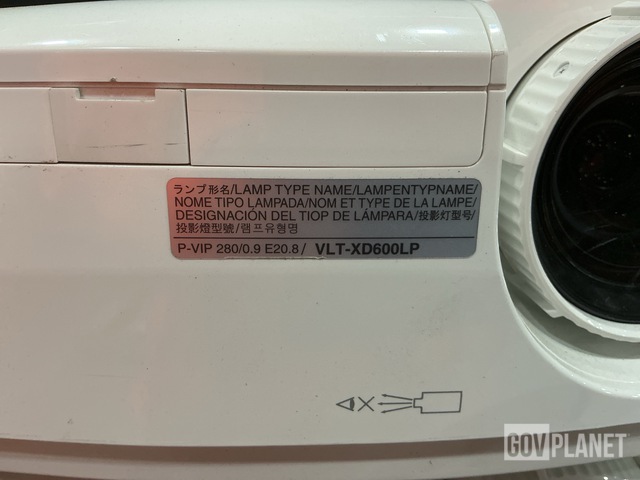 ランプ形名/LAMP TYPE NAME/LAMPENTYPNAME/
NOME TIPO LAMPADA/NOM ET TYPE DE LA LAMPE/
DESIGNACIÓN DEL TIOP DE LÁMPARA/投影灯型号/
投影燈型號/램프유형명
P-VIP 280/0.9 E20.8/ VLT-XD600LP
GOVPLANET